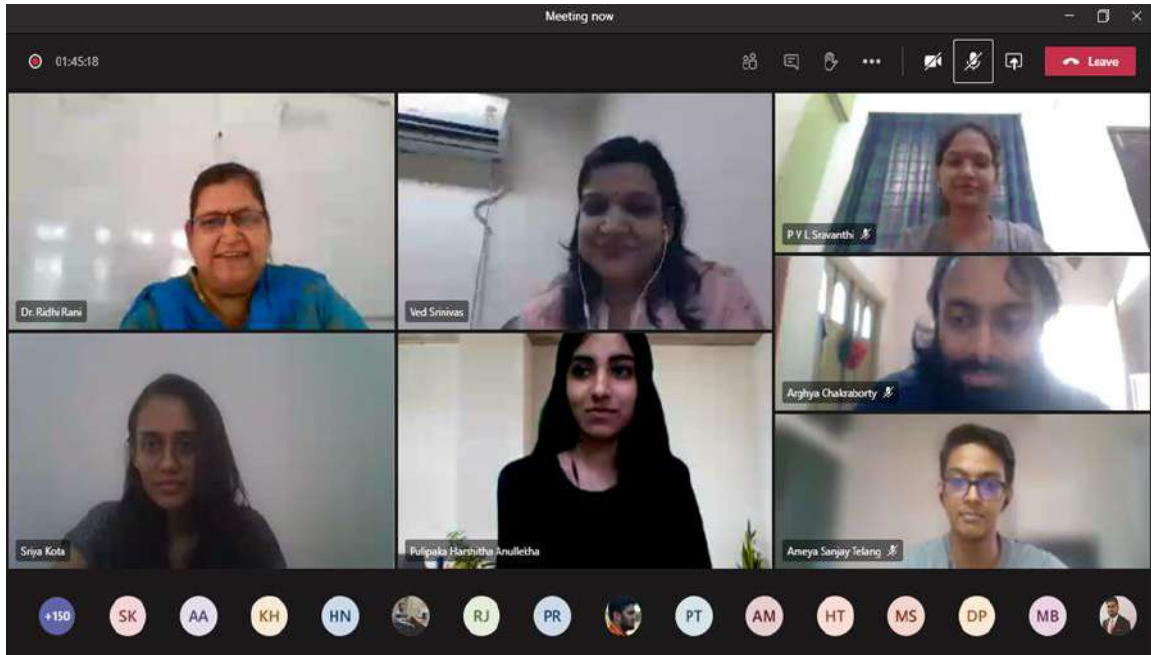 Meeting now
01:45:18
Leave
Dr. Ridhi Rani
Ved Srinivas
P V L Sravanthi
Arghya Chakraborty
Sriya Kota
Pulipaka Harshitha Anullekha
Ameya Sanjay Telang
+150 SK AA KH HN RJ PR PT AM HT MS DP MB